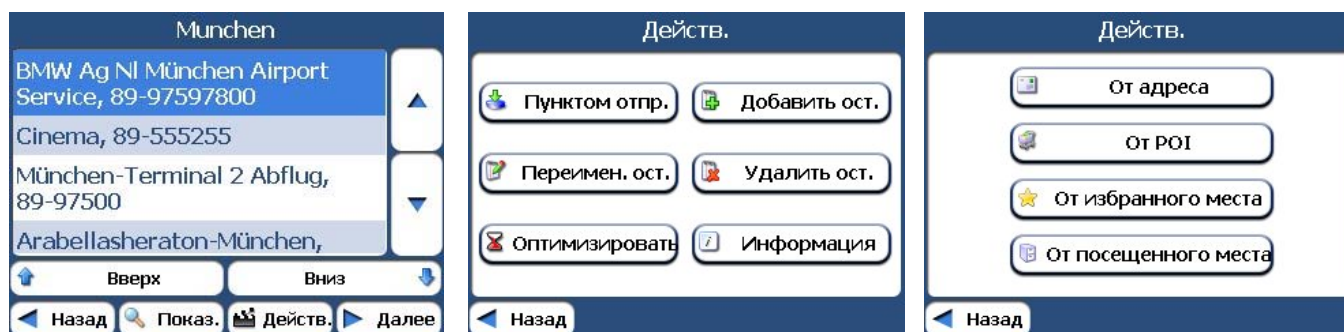 Munchen
BMW Ag Nl München Airport
Service, 89-97597800
Cinema, 89-555255
München-Terminal 2 Abflug,
89-97500
Arabellasheraton-München,
Вверх
Вниз
Назад
Показ.
Действ.
Далее
Действ.
Пунктом отпр.
Добавить ост.
Переимен. ост.
Удалить ост.
Оптимизировать
Информация
Назад
Действ.
От адреса
От POI
От избранного места
От посещенного места
Назад